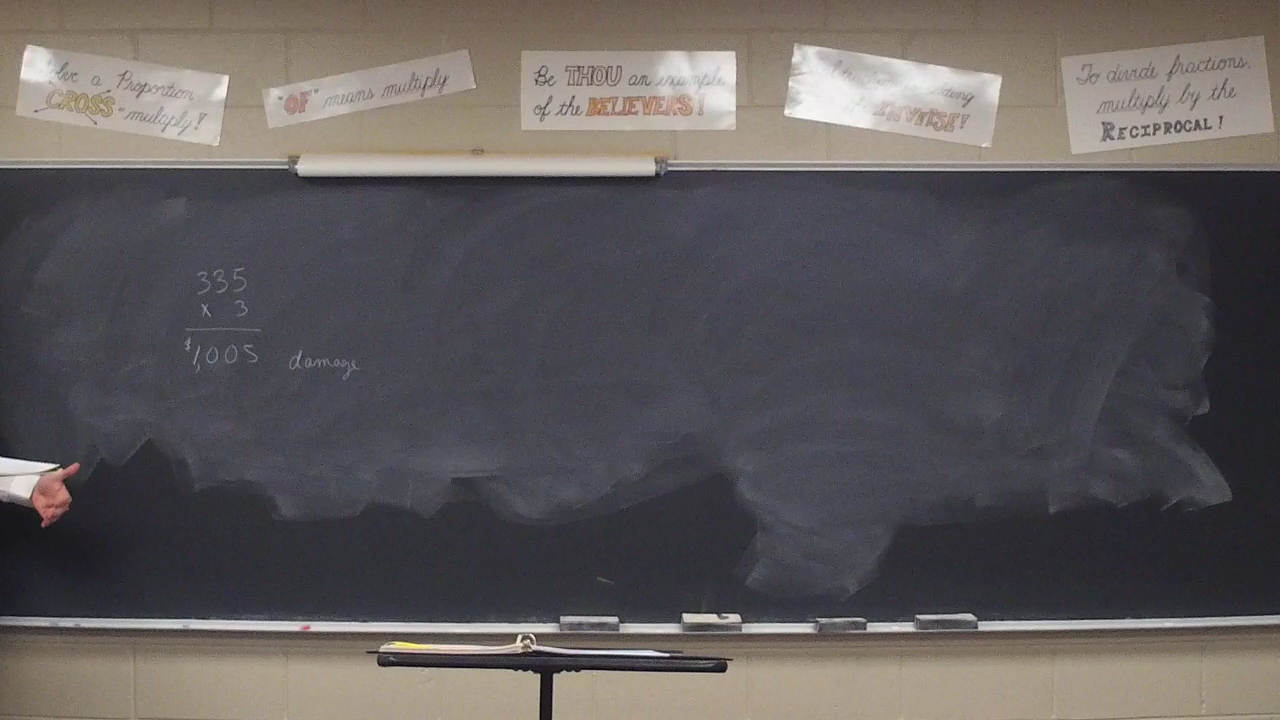 a Proportion
"CROSS" multiply!
"OF" means multiply
Be THOU an example
of the BELIEVERS!
INVERSE!
To divide fractions,
multiply by the
RECIPROCAL!
335
x 3
$1,005 damage